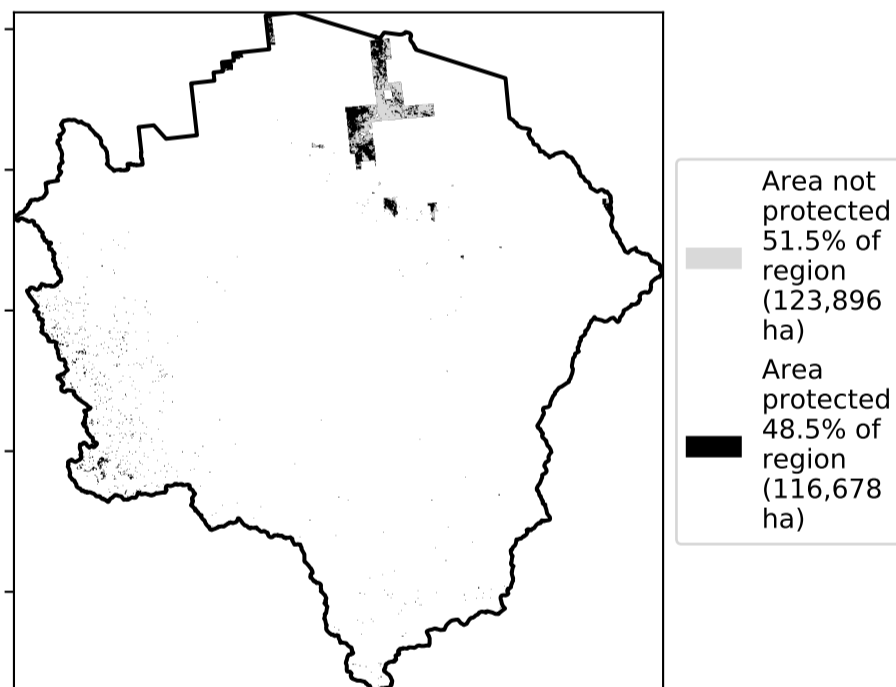 Area not
protected
51.5% of
region
(123,896
ha)
Area
protected
48.5% of
region
(116,678
ha)